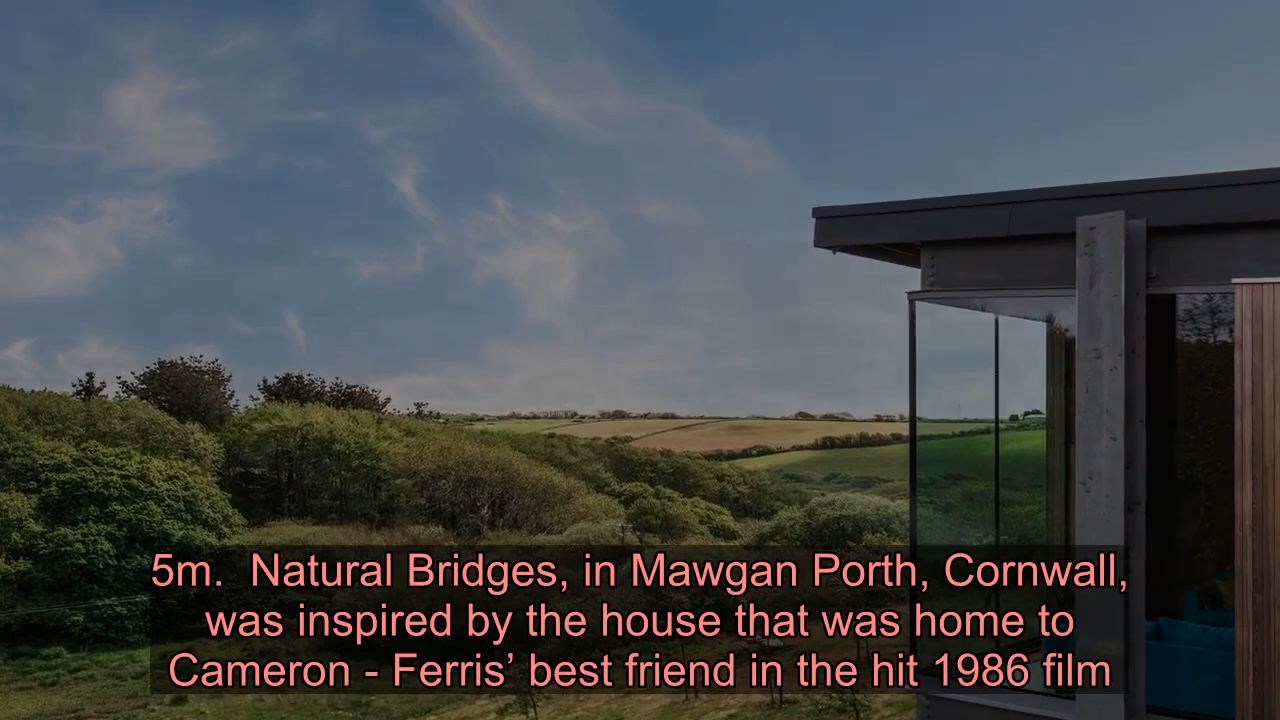 5m.  Natural Bridges, in Mawgan Porth, Cornwall,
was inspired by the house that was home to
Cameron - Ferris’ best friend in the hit 1986 film